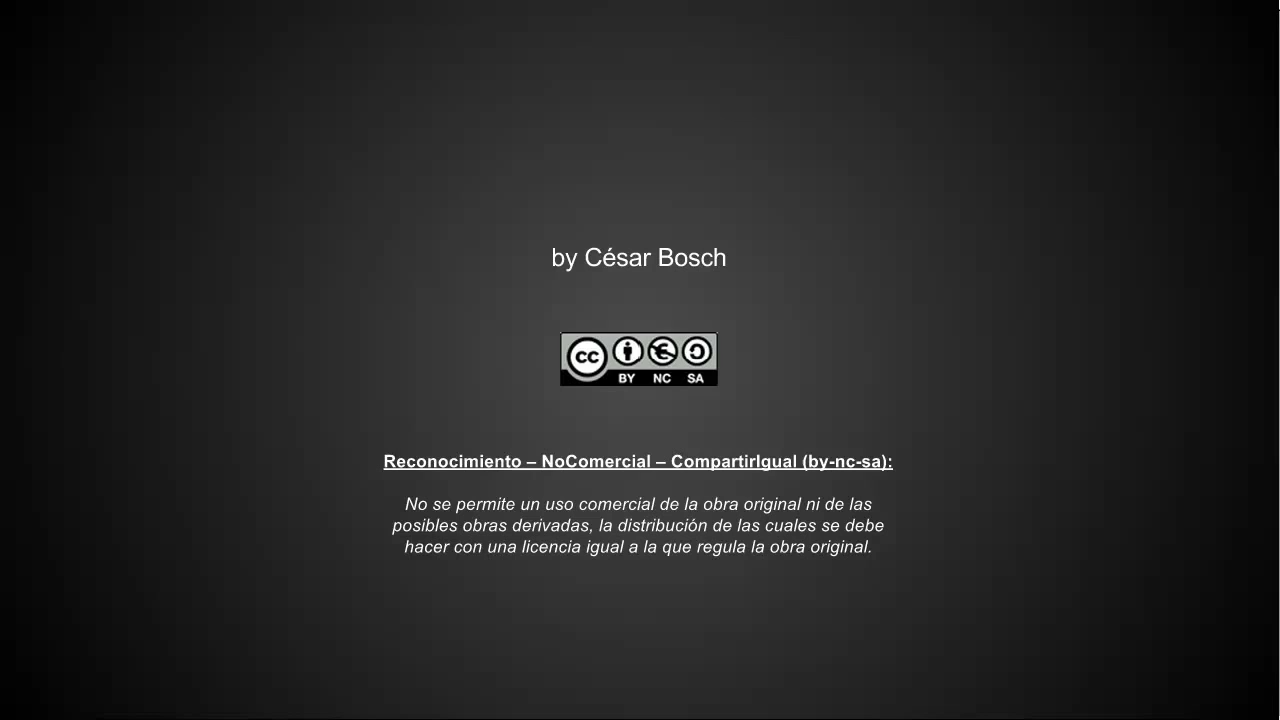 by César Bosch
cc
BY NC SA
Reconocimiento – NoComercial – CompartirIgual (by-nc-sa):
No se permite un uso comercial de la obra original ni de las
posibles obras derivadas, la distribución de las cuales se debe
hacer con una licencia igual a la que regula la obra original.